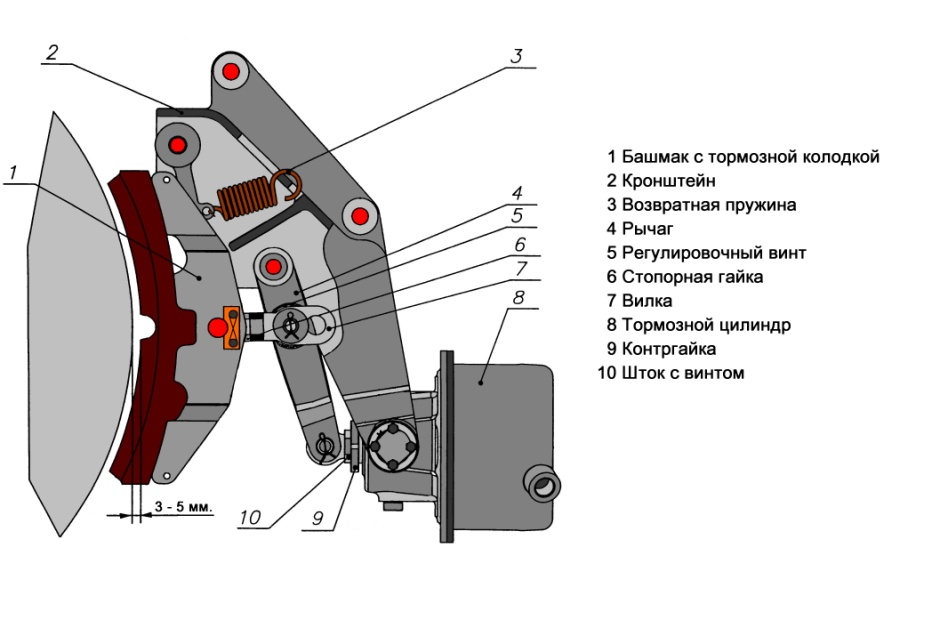 2
3
1
4
5
6
7
8
3 - 5 мм.
10
9
1 Башмак с тормозной колодкой
2 Кронштейн
3 Возвратная пружина
4 Рычаг
5 Регулировочный винт
6 Стопорная гайка
7 Вилка
8 Тормозной цилиндр
9 Контргайка
10 Шток с винтом